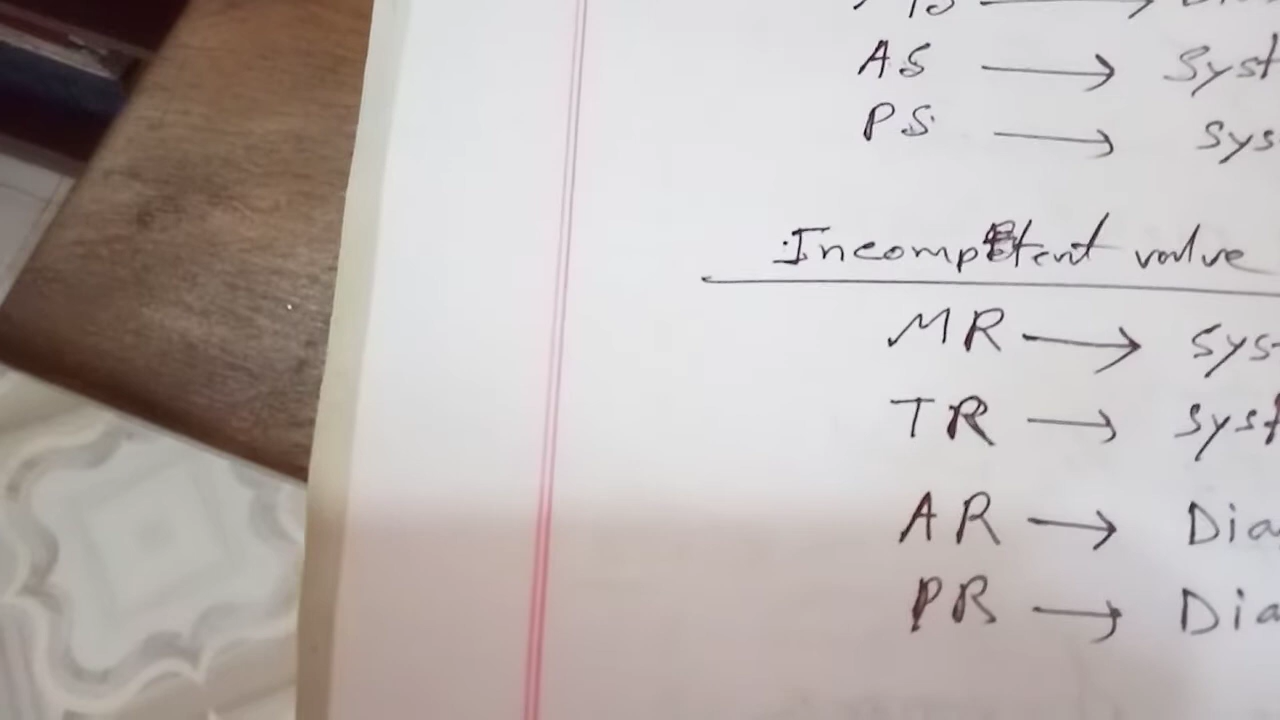 AS → Syst
PS → Sys
Incompetent valve
MR → Sys
TR → Syst
AR → Dia
PR → Dia